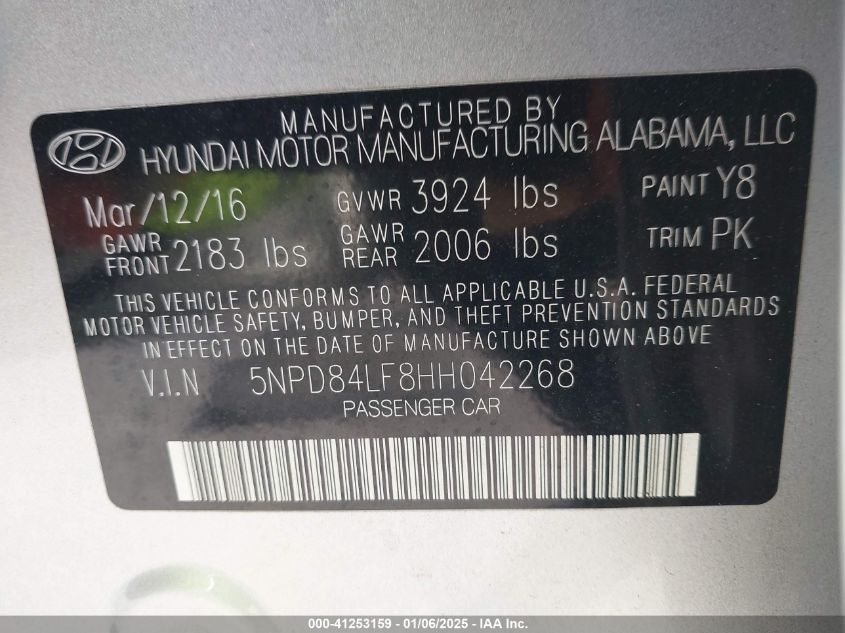 MANUFACTURED BY
HYUNDAI MOTOR MANUFACTURING ALABAMA, LLC
Mar/12/16 GVWR 3924 lbs PAINT Y8
GAWR FRONT 2183 lbs GAWR REAR 2006 lbs TRIM PK
THIS VEHICLE CONFORMS TO ALL APPLICABLE U.S.A. FEDERAL
MOTOR VEHICLE SAFETY, BUMPER, AND THEFT PREVENTION STANDARDS
IN EFFECT ON THE DATE OF MANUFACTURE SHOWN ABOVE
V.I.N 5NPD84LF8HH042268
PASSENGER CAR
000-41253159 - 01/06/2025 - IAA Inc.